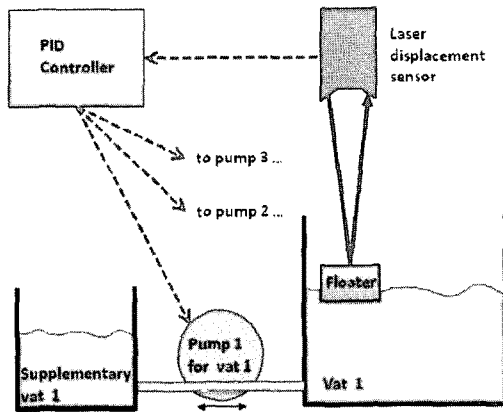 PID
Controller
Laser
displacement
sensor
to pump 3 ...
to pump 2 ...
Floater
Pump 1
for vat 1
Supplementary
vat 1
Vat 1